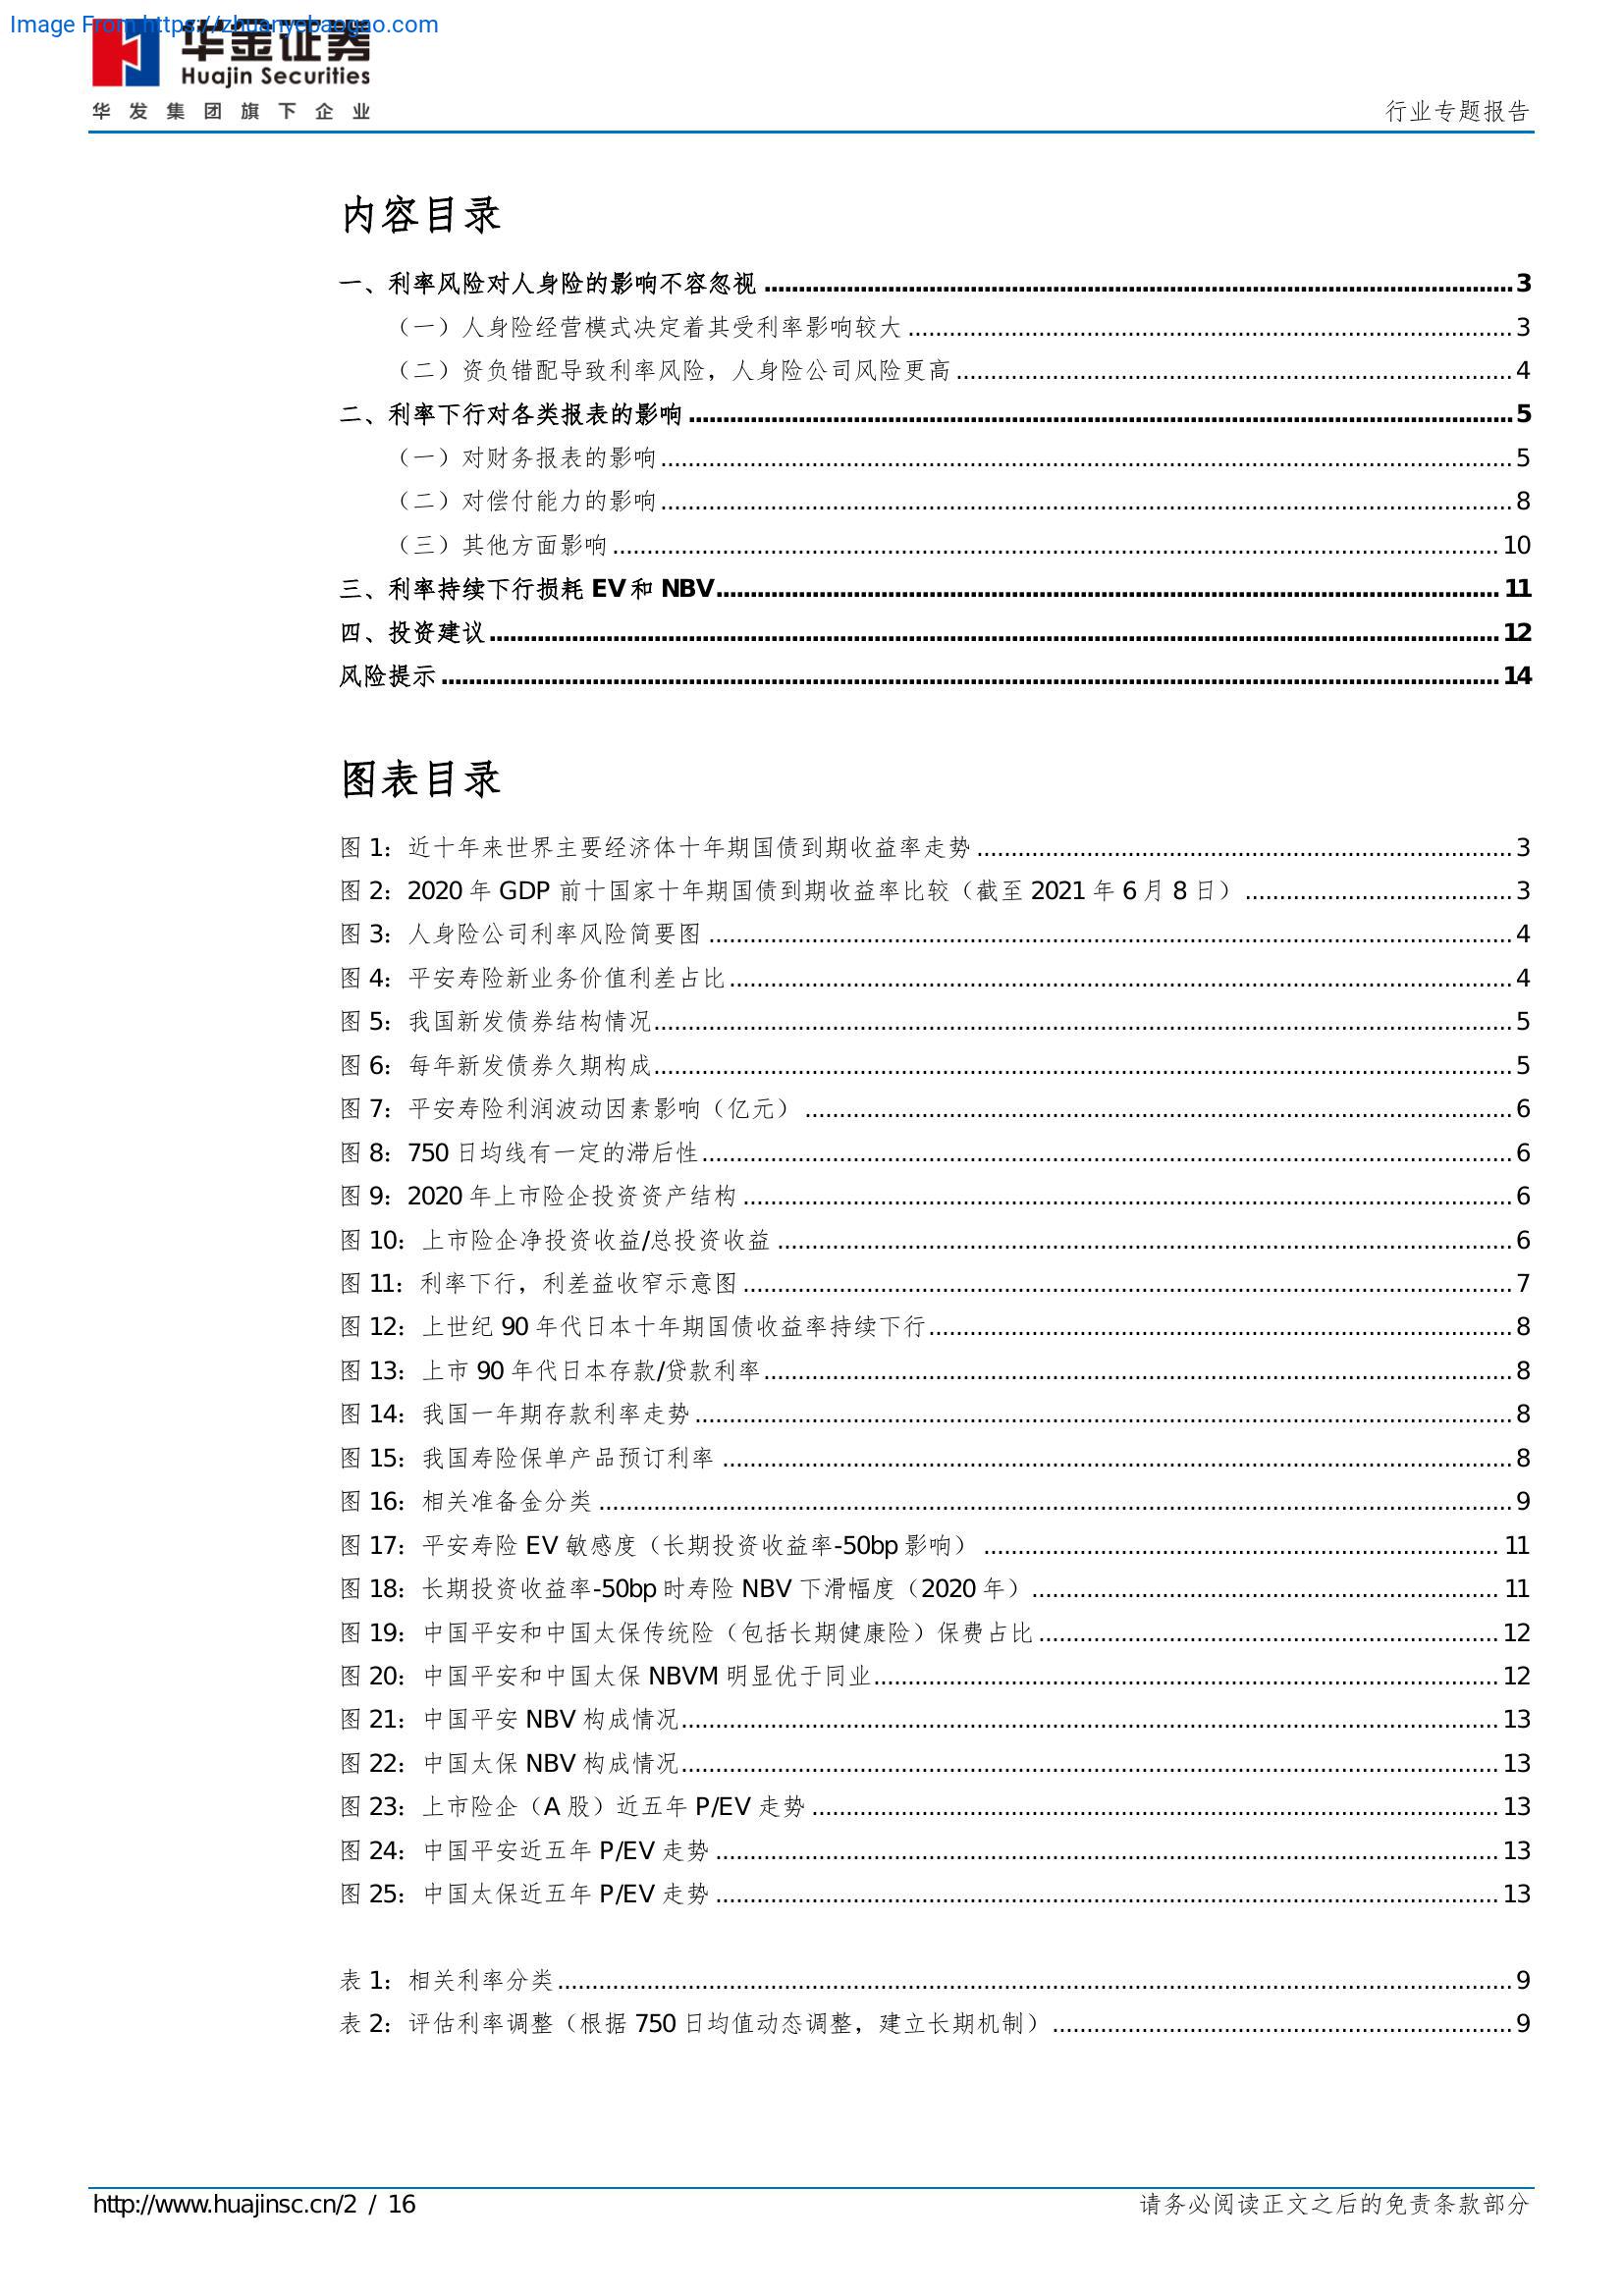 Image From https://zhuanyebaogao.com
华金证券
Huajin Securities
华发集团旗下企业
行业专题报告
内容目录
一、利率风险对人身险的影响不容忽视 3
（一）人身险经营模式决定着其受利率影响较大 3
（二）资负错配导致利率风险，人身险公司风险更高 4
二、利率下行对各类报表的影响 5
（一）对财务报表的影响 5
（二）对偿付能力的影响 8
（三）其他方面影响 10
三、利率持续下行损耗 EV 和 NBV 11
四、投资建议 12
风险提示 14
图表目录
图 1：近十年来世界主要经济体十年期国债到期收益率走势 3
图 2：2020 年 GDP 前十国家十年期国债到期收益率比较（截至 2021 年 6 月 8 日） 3
图 3：人身险公司利率风险简要图 4
图 4：平安寿险新业务价值利差占比 4
图 5：我国新发债券结构情况 5
图 6：每年新发债券久期构成 5
图 7：平安寿险利润波动因素影响（亿元） 6
图 8：750 日均线有一定的滞后性 6
图 9：2020 年上市险企投资资产结构 6
图 10：上市险企净投资收益/总投资收益 6
图 11：利率下行，利差益收窄示意图 7
图 12：上世纪 90 年代日本十年期国债收益率持续下行 8
图 13：上市 90 年代日本存款/贷款利率 8
图 14：我国一年期存款利率走势 8
图 15：我国寿险保单产品预订利率 8
图 16：相关准备金分类 9
图 17：平安寿险 EV 敏感度（长期投资收益率-50bp 影响） 11
图 18：长期投资收益率-50bp 时寿险 NBV 下滑幅度（2020 年） 11
图 19：中国平安和中国太保传统险（包括长期健康险）保费占比 12
图 20：中国平安和中国太保 NBVM 明显优于同业 12
图 21：中国平安 NBV 构成情况 13
图 22：中国太保 NBV 构成情况 13
图 23：上市险企（A 股）近五年 P/EV 走势 13
图 24：中国平安近五年 P/EV 走势 13
图 25：中国太保近五年 P/EV 走势 13
表 1：相关利率分类 9
表 2：评估利率调整（根据 750 日均值动态调整，建立长期机制） 9
http://www.huajinsc.cn/2 / 16
请务必阅读正文之后的免责条款部分